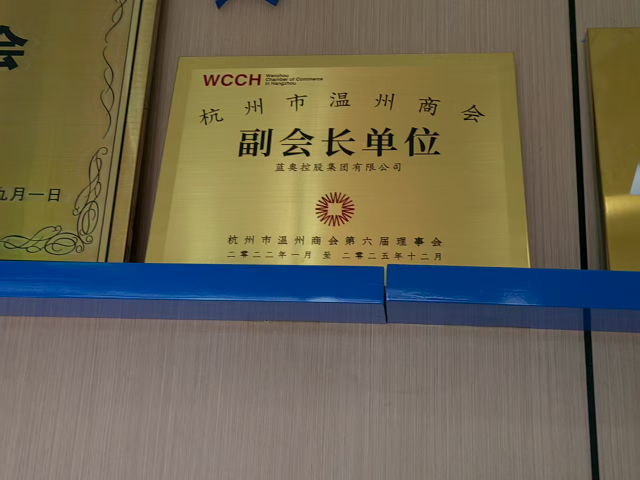 会
九月一日
WCCH Wenzhou
Chamber of Commerce
in Hangzhou
杭州市温州商会
副会长单位
蓝奥控股集团有限公司
杭州市温州商会第六届理事会
二零二二年一月 至 二零二五年十二月